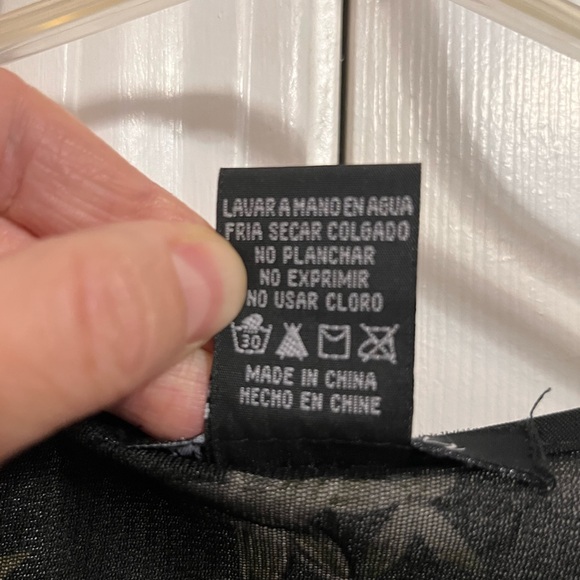 LAVAR A MANO EN AGUA
FRIA SECAR COLGADO
NO PLANCHAR
NO EXPRIMIR
NO USAR CLORO
30
MADE IN CHINA
HECHO EN CHINE